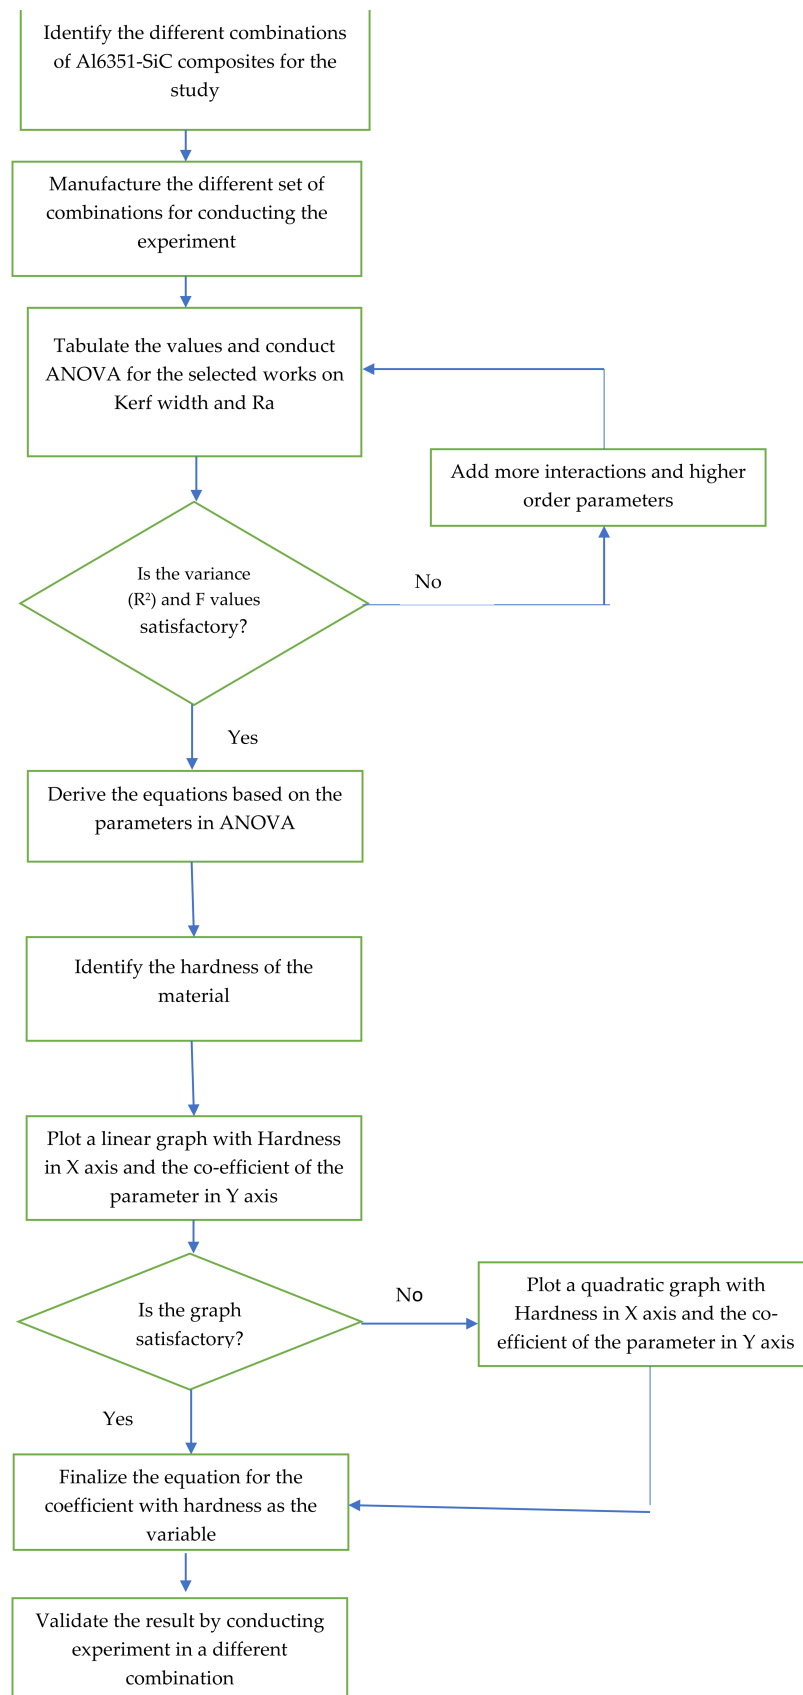 Identify the different combinations
of Al6351-SiC composites for the
study
Manufacture the different set of
combinations for conducting the
experiment
Tabulate the values and conduct
ANOVA for the selected works on
Kerf width and Ra
Add more interactions and higher
order parameters
Is the variance
(R²) and F values
satisfactory?
No
Yes
Derive the equations based on the
parameters in ANOVA
Identify the hardness of the
material
Plot a linear graph with Hardness
in X axis and the co-efficient of the
parameter in Y axis
Is the graph
satisfactory?
No
Plot a quadratic graph with
Hardness in X axis and the co-
efficient of the parameter in Y axis
Yes
Finalize the equation for the
coefficient with hardness as the
variable
Validate the result by conducting
experiment in a different
combination